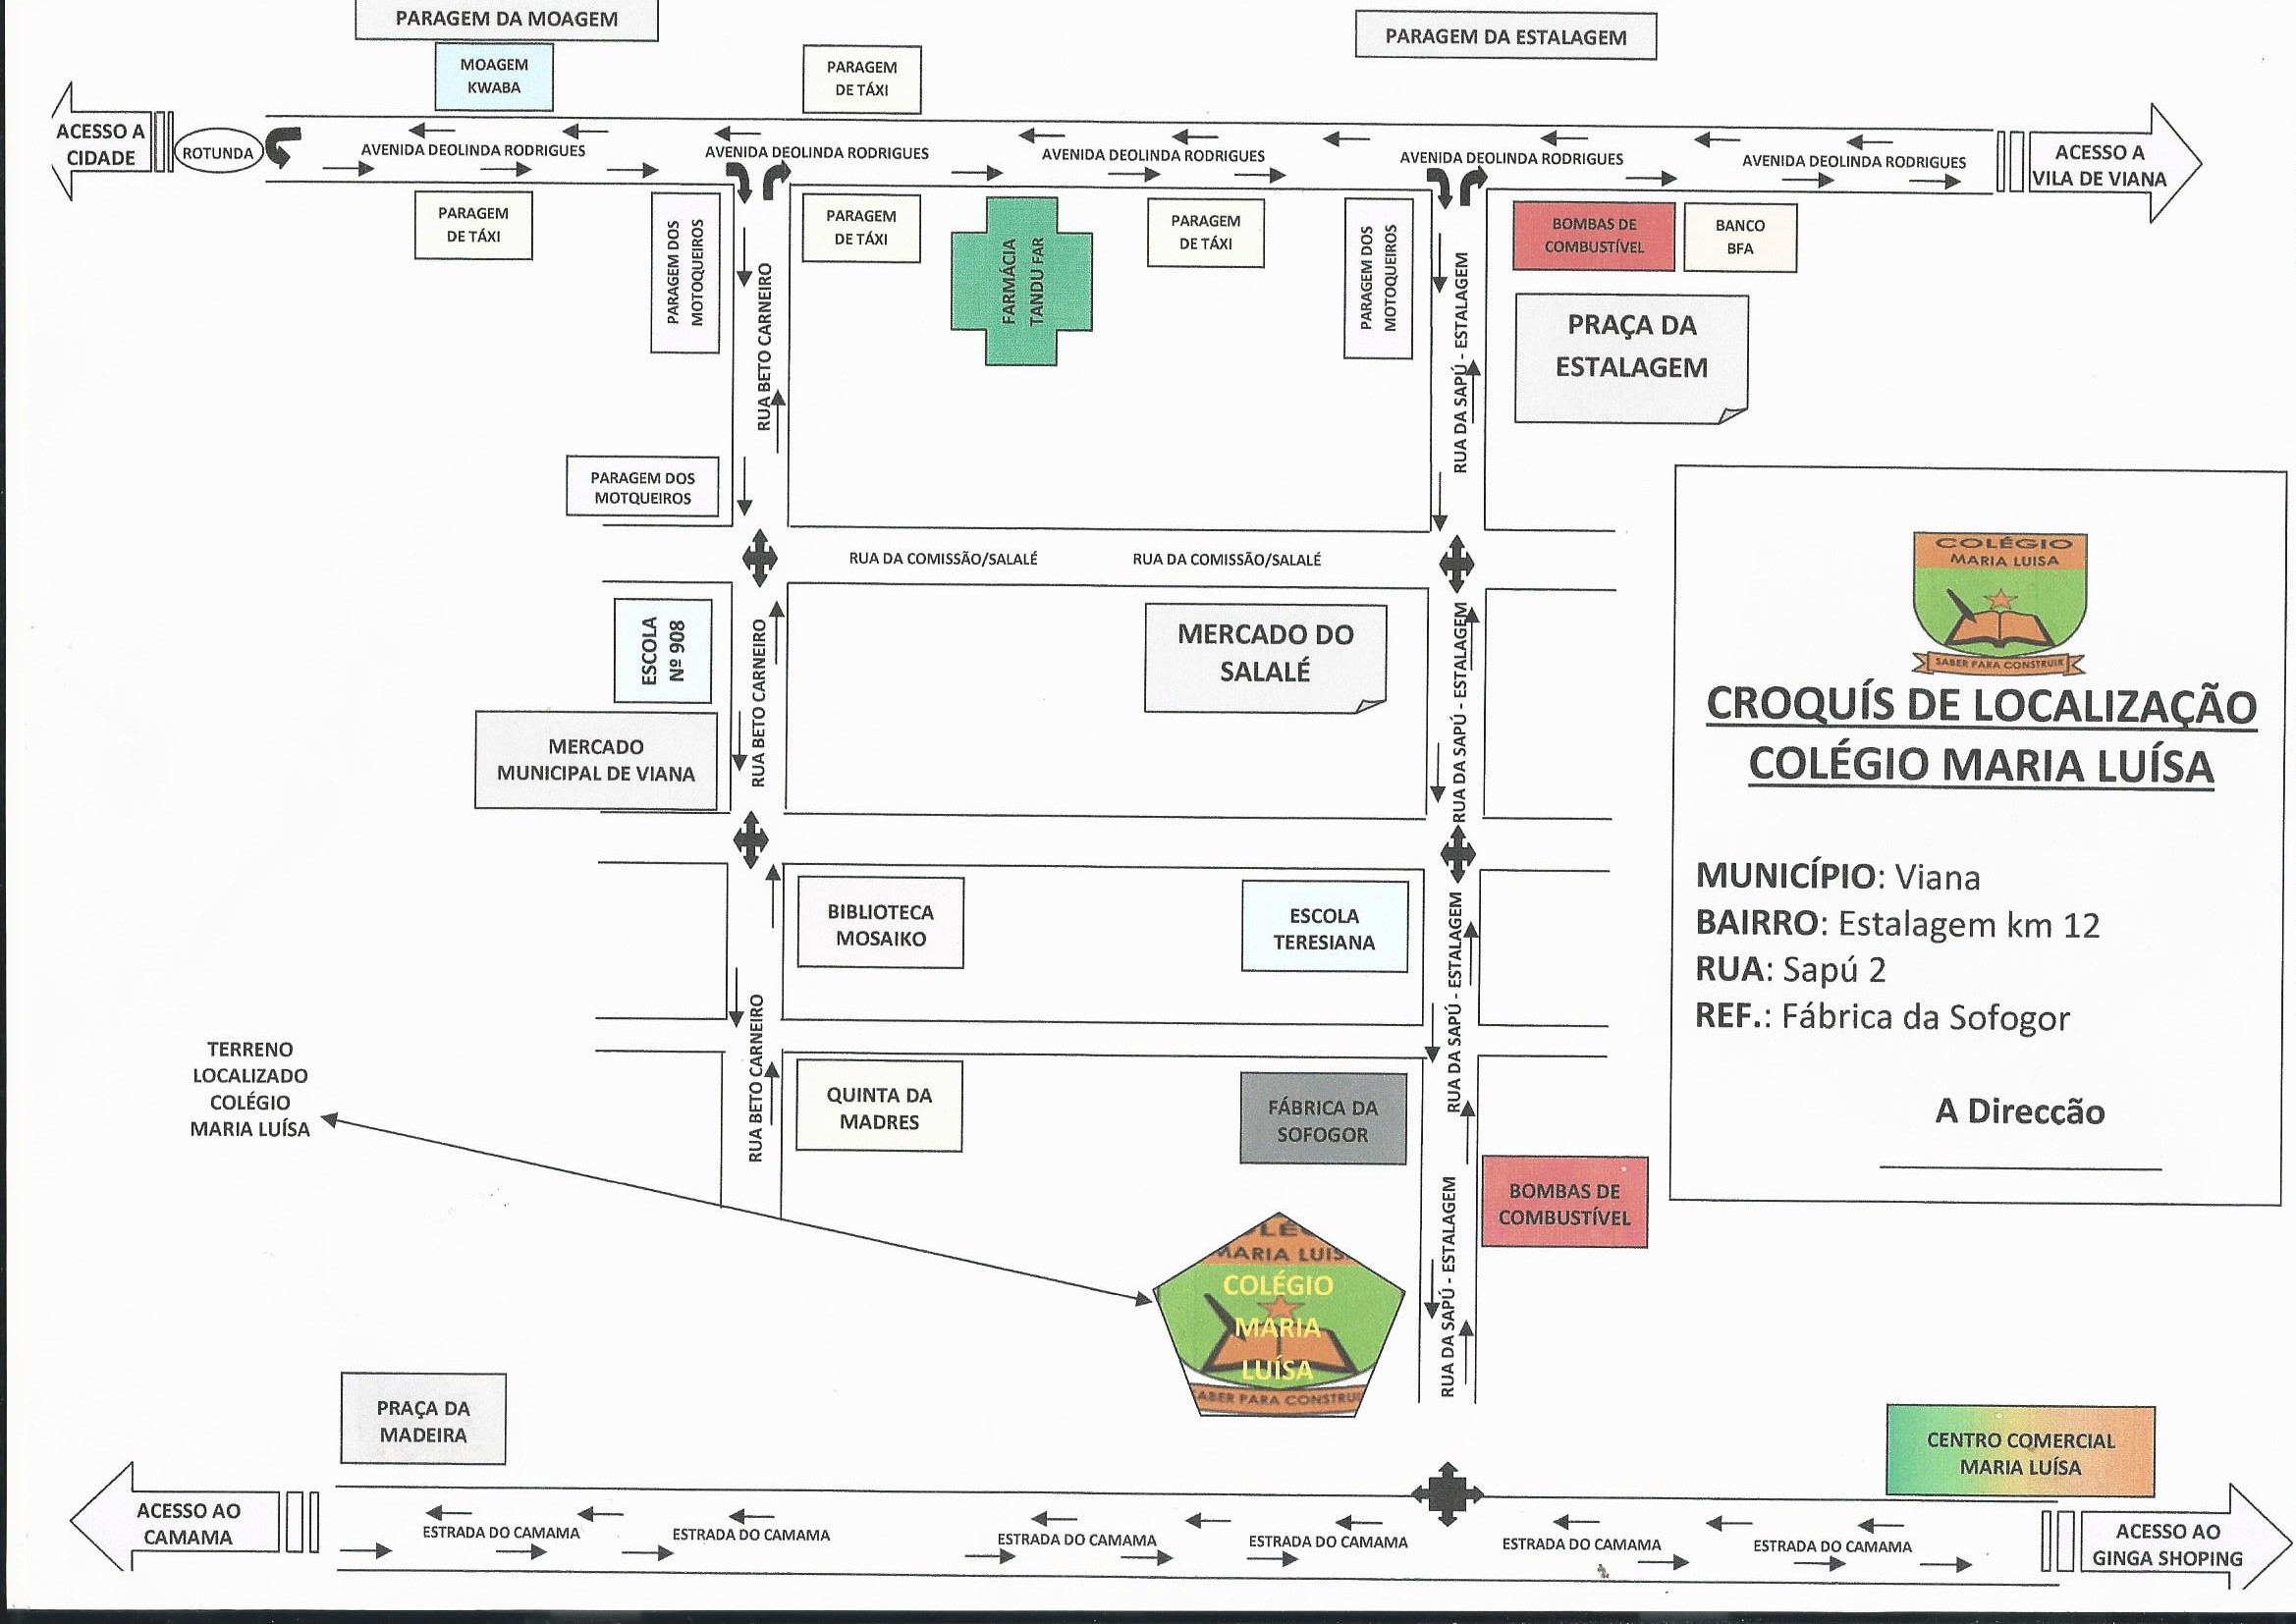 PARAGEM DA MOAGEM
PARAGEM DA ESTALAGEM
MOAGEM
KWABA
PARAGEM
DE TÁXI
ACESSO A
CIDADE
ROTUNDA
AVENIDA DEOLINDA RODRIGUES
AVENIDA DEOLINDA RODRIGUES
AVENIDA DEOLINDA RODRIGUES
AVENIDA DEOLINDA RODRIGUES
AVENIDA DEOLINDA RODRIGUES
ACESSO A
VILA DE VIANA
PARAGEM
DE TÁXI
PARAGEM DOS
MOTOQUEIROS
PARAGEM
DE TÁXI
FARMÁCIA
TANDU FAR
PARAGEM
DE TÁXI
PARAGEM DOS
MOTOQUEIROS
BOMBAS DE
COMBUSTÍVEL
BANCO
BFA
RUA BETO CARNEIRO
RUA DA SAPÚ - ESTALAGEM
PRAÇA DA
ESTALAGEM
PARAGEM DOS
MOTQUEIROS
RUA DA COMISSÃO/SALALÉ
RUA DA COMISSÃO/SALALÉ
ESCOLA
Nº 908
RUA BETO CARNEIRO
MERCADO DO
SALALÉ
RUA DA SAPÚ - ESTALAGEM
MERCADO
MUNICIPAL DE VIANA
BIBLIOTECA
MOSAIKO
ESCOLA
TERESIANA
RUA DA SAPÚ - ESTALAGEM
RUA BETO CARNEIRO
QUINTA DA
MADRES
FÁBRICA DA
SOFOGOR
TERRENO
LOCALIZADO
COLÉGIO
MARIA LUÍSA
BOMBAS DE
COMBUSTÍVEL
RUA DA SAPÚ - ESTALAGEM
MARIA LUIS
COLÉGIO
MARIA
LUÍSA
ABER PARA CONSTRU
COLÉGIO
MARIA LUISA
SABER PARA CONSTRUIR
CROQUÍS DE LOCALIZAÇÃO
COLÉGIO MARIA LUÍSA
MUNICÍPIO: Viana
BAIRRO: Estalagem km 12
RUA: Sapú 2
REF.: Fábrica da Sofogor
A Direcção
PRAÇA DA
MADEIRA
CENTRO COMERCIAL
MARIA LUÍSA
ACESSO AO
CAMAMA
ESTRADA DO CAMAMA
ESTRADA DO CAMAMA
ESTRADA DO CAMAMA
ESTRADA DO CAMAMA
ESTRADA DO CAMAMA
ESTRADA DO CAMAMA
ACESSO AO
GINGA SHOPING